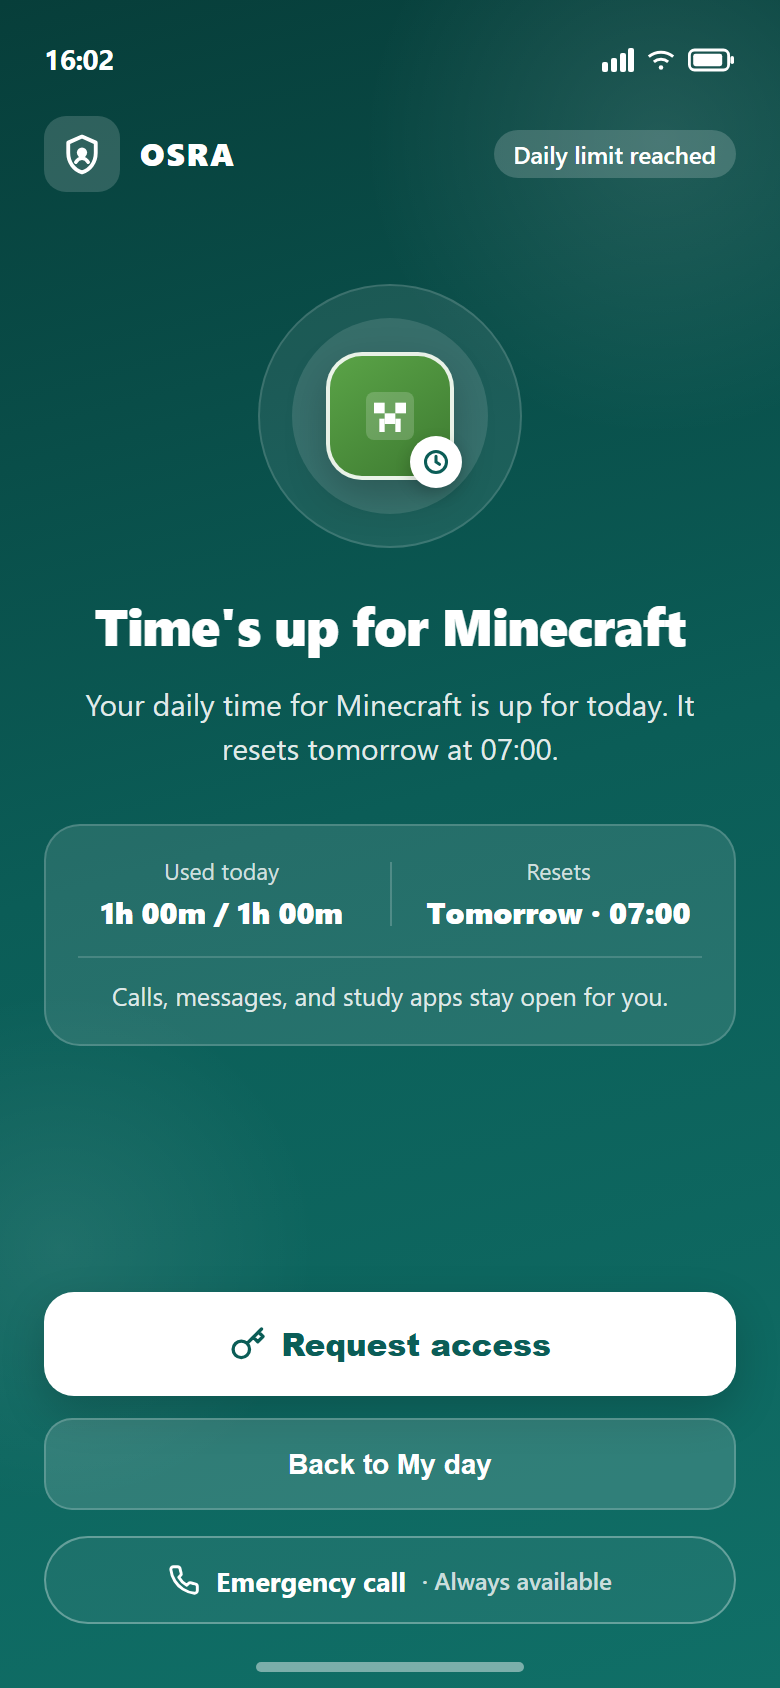 16:02
OSRA
Daily limit reached
Time's up for Minecraft
Your daily time for Minecraft is up for today. It
resets tomorrow at 07:00.
Used today
1h 00m / 1h 00m
Resets
Tomorrow · 07:00
Calls, messages, and study apps stay open for you.
Request access
Back to My day
Emergency call · Always available